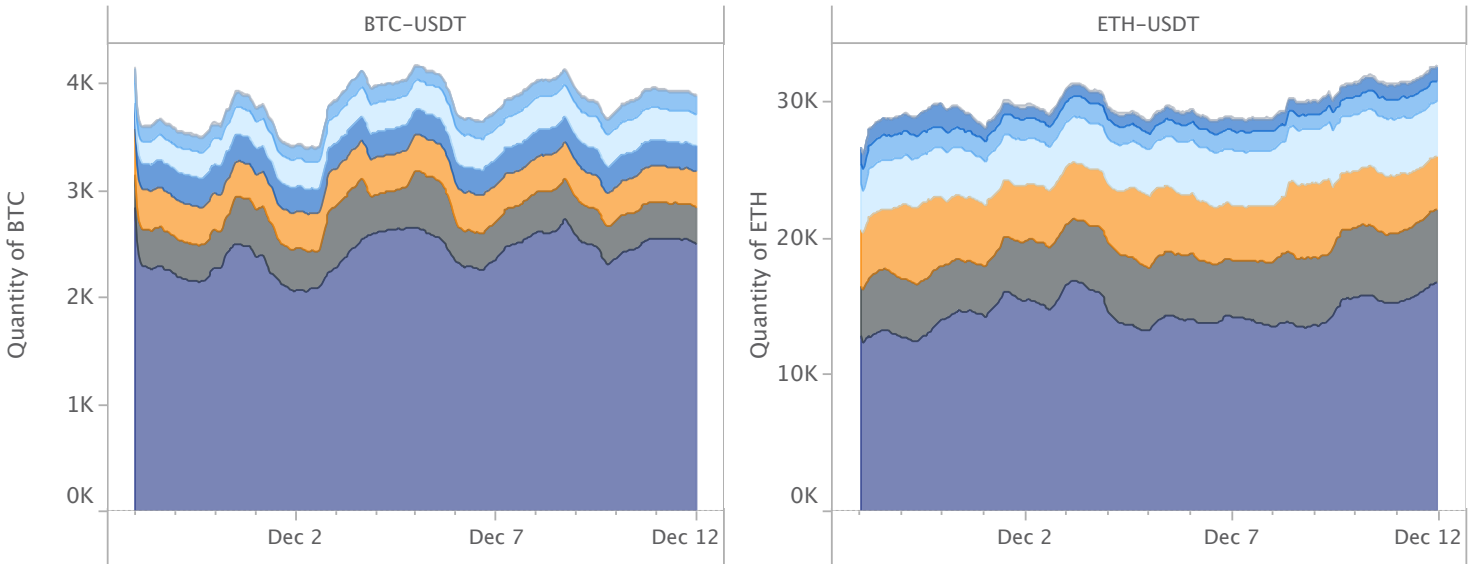 BTC-USDT
Quantity of BTC
4K
3K
2K
1K
0K
Dec 2
Dec 7
Dec 12
ETH-USDT
Quantity of ETH
30K
20K
10K
0K
Dec 2
Dec 7
Dec 12